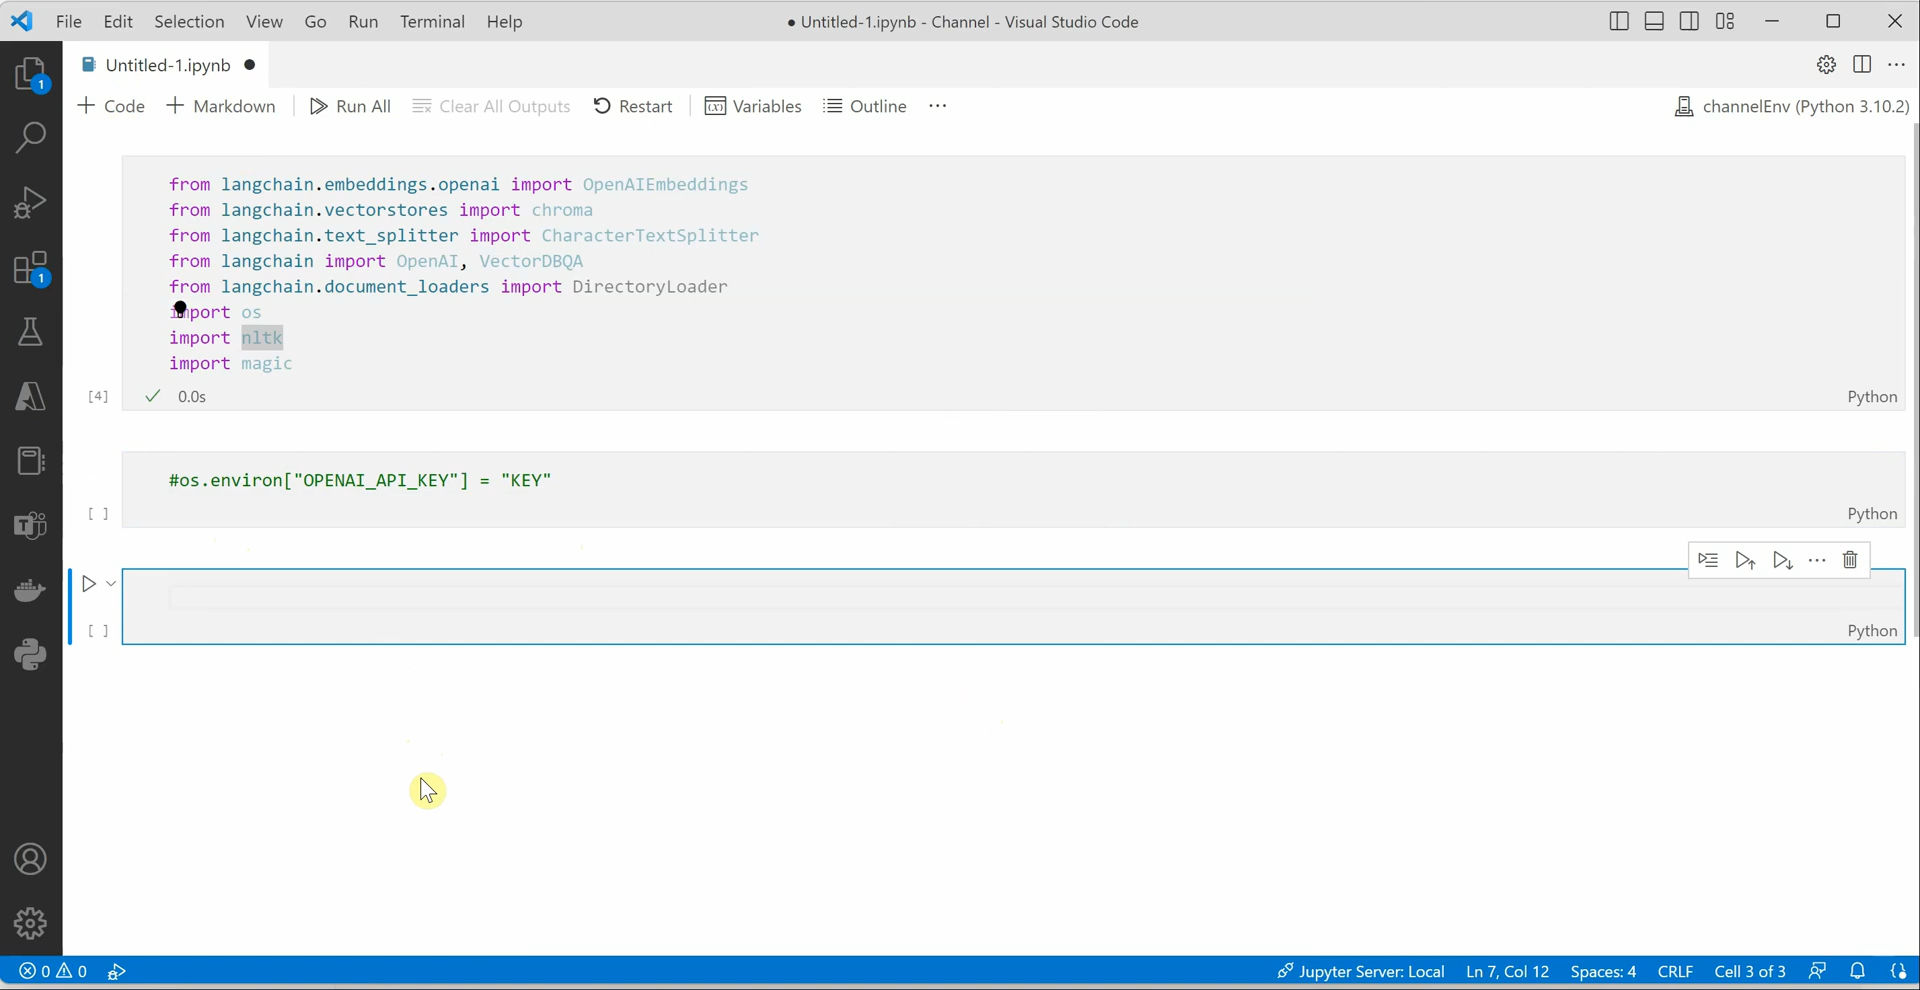 File Edit Selection View Go Run Terminal Help ● Untitled-1.ipynb - Channel - Visual Studio Code
Untitled-1.ipynb ●
+ Code + Markdown Run All Clear All Outputs Restart Variables Outline ··· channelEnv (Python 3.10.2)
1
from langchain.embeddings.openai import OpenAIEmbeddings
from langchain.vectorstores import chroma
from langchain.text_splitter import CharacterTextSplitter
from langchain import OpenAI, VectorDBQA
1
from langchain.document_loaders import DirectoryLoader
import os
import nltk
import magic
[4] ✓ 0.0s Python
#os.environ["OPENAI_API_KEY"] = "KEY"
[ ] Python
[ ] Python
0 0 Jupyter Server: Local Ln 7, Col 12 Spaces: 4 CRLF Cell 3 of 3